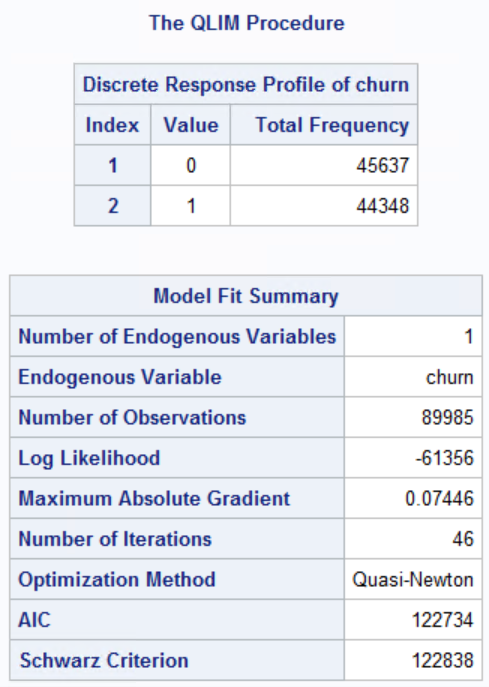 The QLIM Procedure
Discrete Response Profile of churn
Index Value Total Frequency
1 0 45637
2 1 44348
Model Fit Summary
Number of Endogenous Variables 1
Endogenous Variable churn
Number of Observations 89985
Log Likelihood -61356
Maximum Absolute Gradient 0.07446
Number of Iterations 46
Optimization Method Quasi-Newton
AIC 122734
Schwarz Criterion 122838